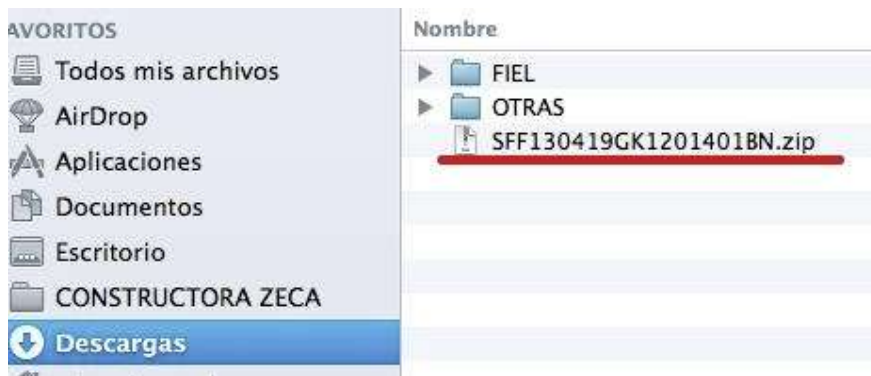 AVORITOS
Todos mis archivos
AirDrop
Aplicaciones
Documentos
Escritorio
CONSTRUCTORA ZECA
Descargas
Nombre
FIEL
OTRAS
SFF130419GK1201401BN.zip